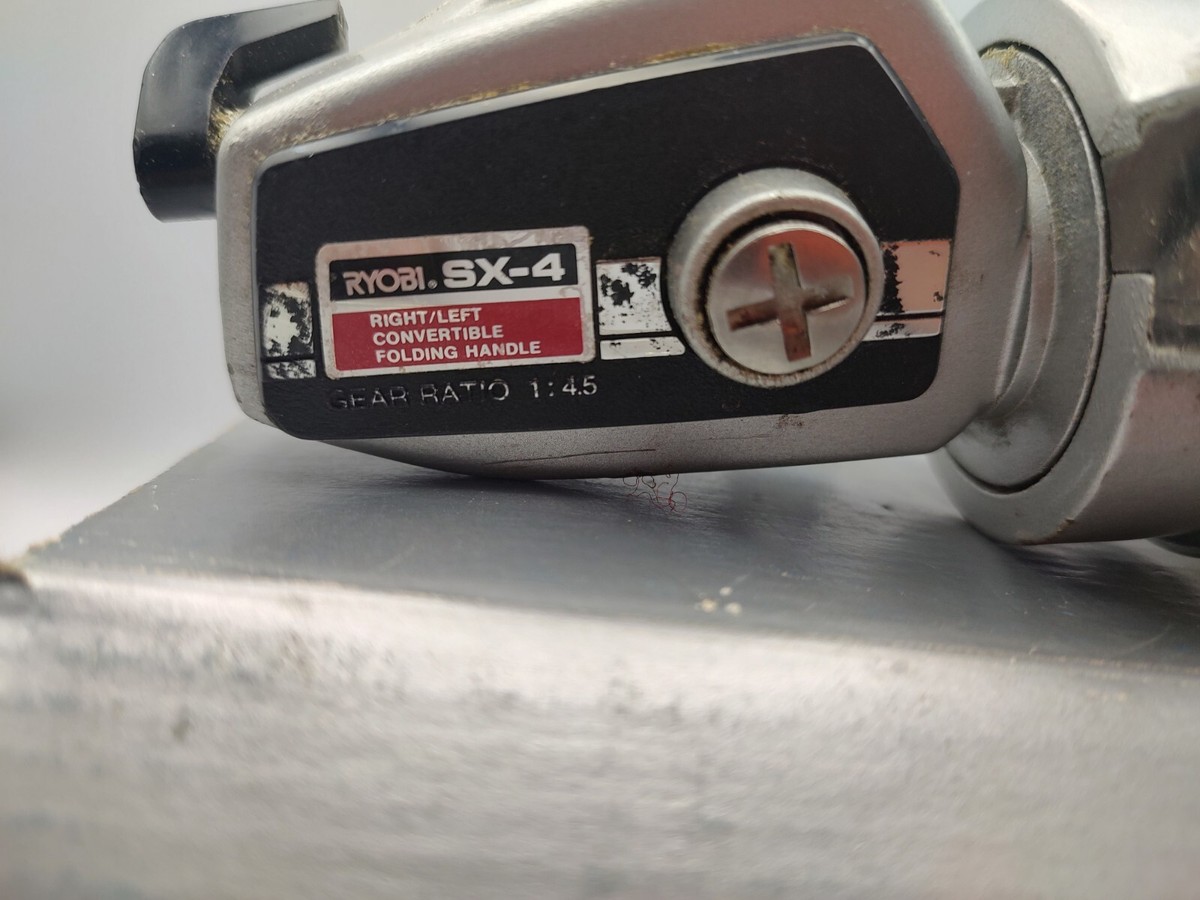 RYOBI® SX-4
RIGHT/LEFT
CONVERTIBLE
FOLDING HANDLE
GEAR RATIO 1:4.5